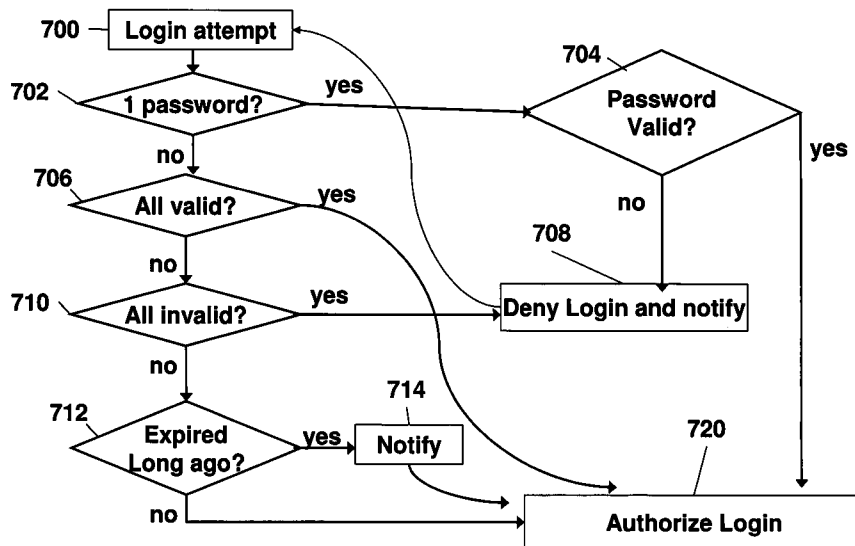 700
Login attempt
702
1 password?
yes
704
Password
Valid?
yes
no
no
706
All valid?
yes
708
no
Deny Login and notify
710
All invalid?
yes
no
712
Expired
Long ago?
yes
714
Notify
no
720
Authorize Login